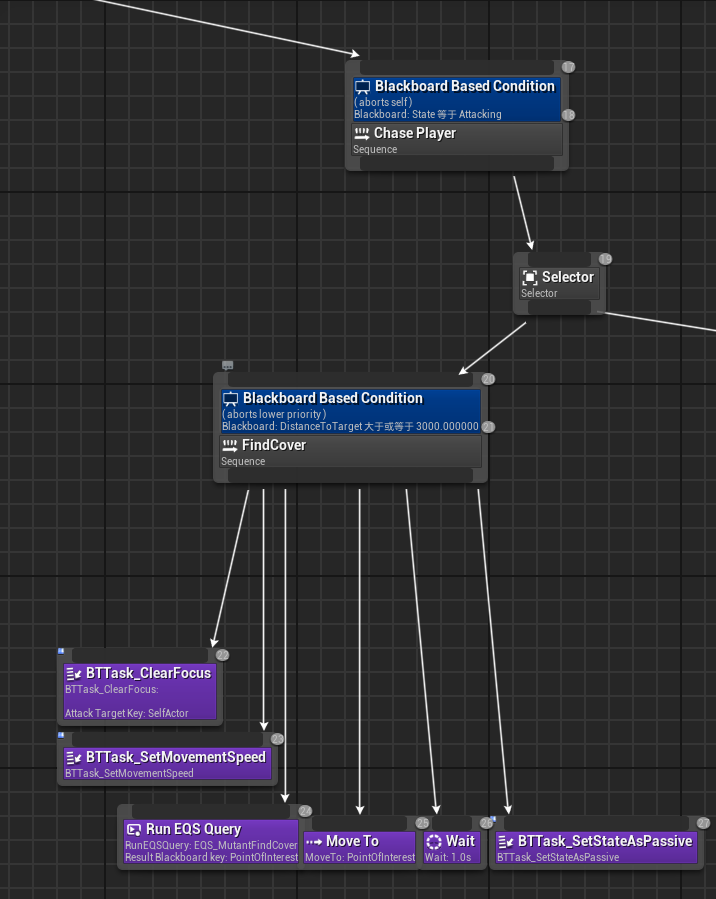 17
Blackboard Based Condition
( aborts self )
Blackboard: State 等于 Attacking
18
Chase Player
Sequence
19
Selector
Selector
20
Blackboard Based Condition
( aborts lower priority )
Blackboard: DistanceToTarget 大于或等于 3000.000000
21
FindCover
Sequence
22
BTTask_ClearFocus
BTTask_ClearFocus:
Attack Target Key: SelfActor
23
BTTask_SetMovementSpeed
BTTask_SetMovementSpeed
24
Run EQS Query
RunEQSQuery: EQS_MutantFindCover
Result Blackboard key: PointOfInterest
25
Move To
MoveTo: PointOfInterest
26
Wait
Wait: 1.0s
27
BTTask_SetStateAsPassive
BTTask_SetStateAsPassive